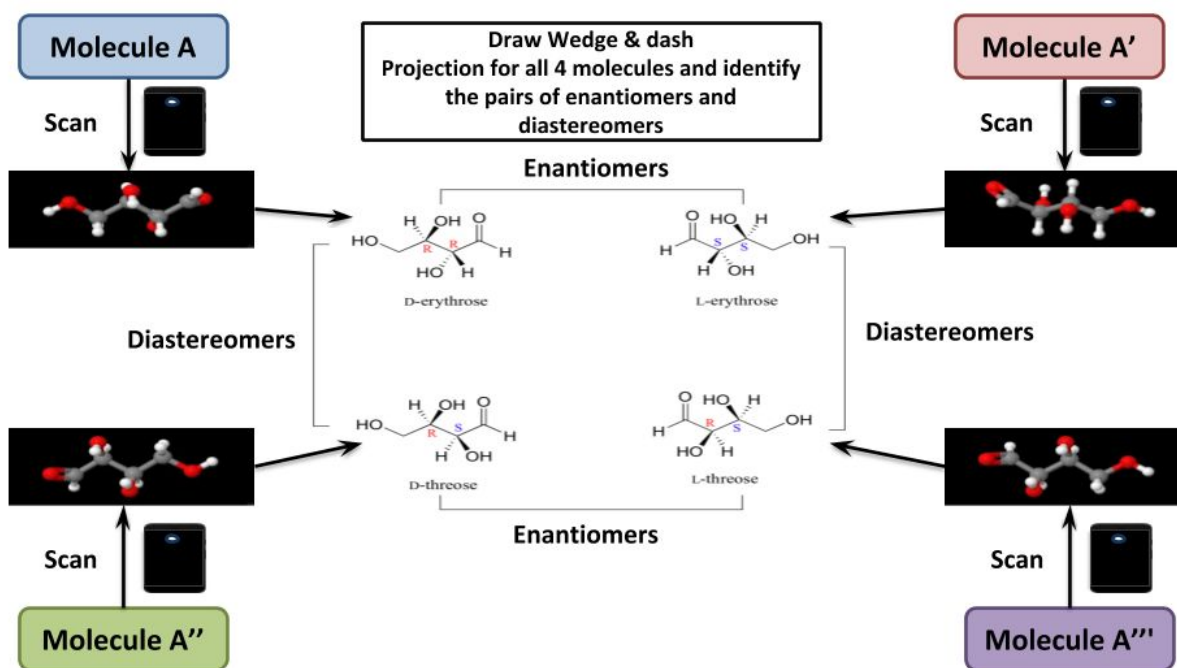 Molecule A
Draw Wedge & dash
Projection for all 4 molecules and identify
the pairs of enantiomers and
diastereomers
Molecule A'
Scan
Scan
Enantiomers
H
OH
O
HO
R
R
H
HO
H
D-erythrose
O
HO
H
H
S
S
OH
H
OH
L-erythrose
Diastereomers
Diastereomers
H
OH
O
HO
R
S
H
H
OH
D-threose
O
HO
H
H
R
S
OH
HO
H
L-threose
Enantiomers
Scan
Scan
Molecule A''
Molecule A'''